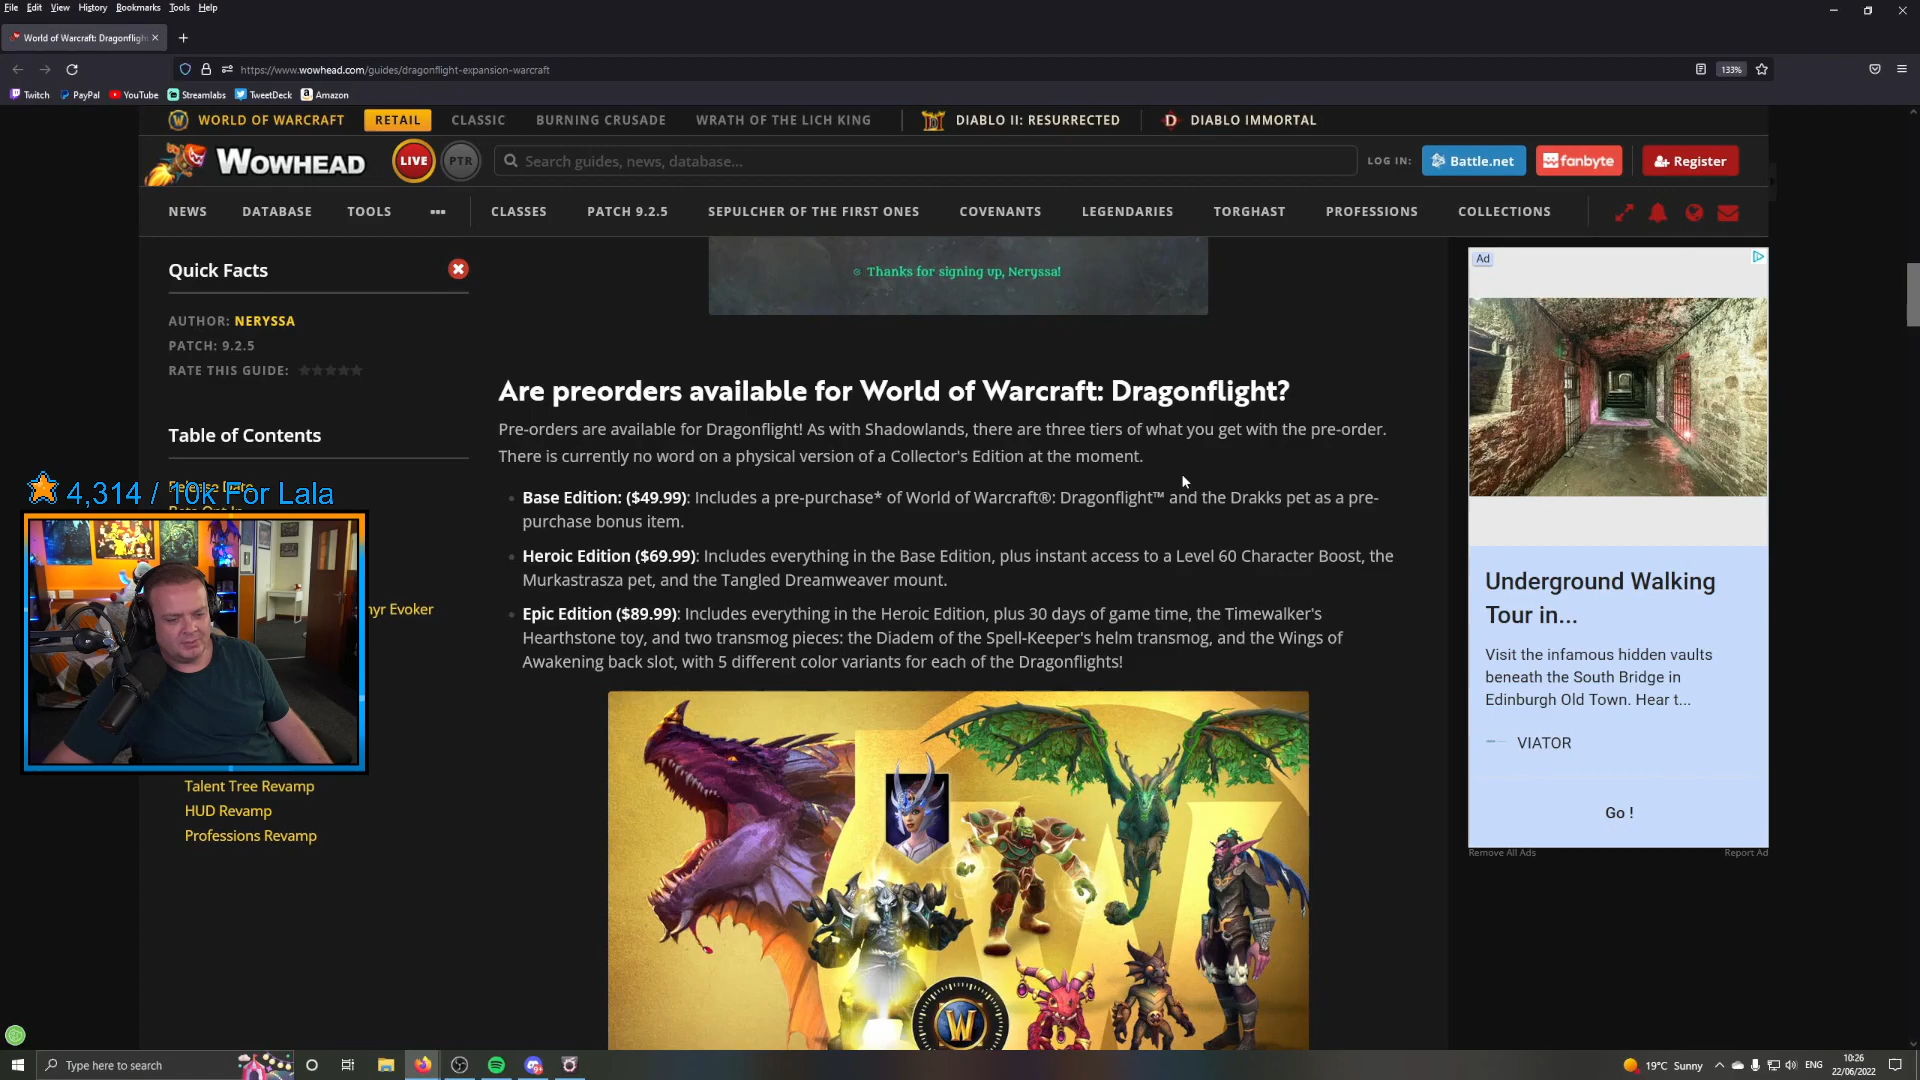 File Edit View History Bookmarks Tools Help
World of Warcraft: Dragonfligh
https://www.wowhead.com/guides/dragonflight-expansion-warcraft
133%
Twitch PayPal YouTube Streamlabs TweetDeck Amazon
WORLD OF WARCRAFT RETAIL CLASSIC BURNING CRUSADE WRATH OF THE LICH KING DIABLO II: RESURRECTED DIABLO IMMORTAL
WOWHEAD LIVE PTR Search guides, news, database... LOG IN: Battle.net fanbyte Register
NEWS DATABASE TOOLS ••• CLASSES PATCH 9.2.5 SEPULCHER OF THE FIRST ONES COVENANTS LEGENDARIES TORGHAST PROFESSIONS COLLECTIONS
Quick Facts
AUTHOR: NERYSSA
PATCH: 9.2.5
RATE THIS GUIDE:
Table of Contents
4,314 / 10k For Lala
nyr Evoker
Talent Tree Revamp
HUD Revamp
Professions Revamp
Thanks for signing up, Neryssa!
Are preorders available for World of Warcraft: Dragonflight?
Pre-orders are available for Dragonflight! As with Shadowlands, there are three tiers of what you get with the pre-order.
There is currently no word on a physical version of a Collector's Edition at the moment.
Base Edition: ($49.99): Includes a pre-purchase* of World of Warcraft®: Dragonflight™ and the Drakks pet as a pre-
purchase bonus item.
Heroic Edition ($69.99): Includes everything in the Base Edition, plus instant access to a Level 60 Character Boost, the
Murkastrasza pet, and the Tangled Dreamweaver mount.
Epic Edition ($89.99): Includes everything in the Heroic Edition, plus 30 days of game time, the Timewalker's
Hearthstone toy, and two transmog pieces: the Diadem of the Spell-Keeper's helm transmog, and the Wings of
Awakening back slot, with 5 different color variants for each of the Dragonflights!
W
Ad
Underground Walking
Tour in...
Visit the infamous hidden vaults
beneath the South Bridge in
Edinburgh Old Town. Hear t...
VIATOR
Go !
Remove All Ads Report Ad
Type here to search
19°C Sunny ENG
10:26
22/06/2022